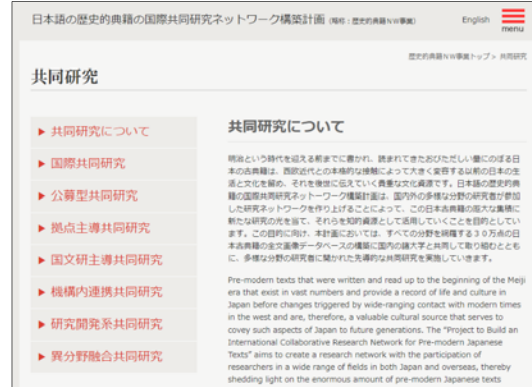 日本語の歴史的典籍の国際共同研究ネットワーク構築計画 (略称:歴史的典籍NW事業)
English
menu
歴史的典籍NW事業トップ > 共同研究
共同研究
▶ 共同研究について
▶ 国際共同研究
▶ 公募型共同研究
▶ 拠点主導共同研究
▶ 国文研主導共同研究
▶ 機構内連携共同研究
▶ 研究開発系共同研究
▶ 異分野融合共同研究
共同研究について
明治という時代を迎える前までに書かれ、読まれてきたおびただしい量にのぼる日
本の古典籍は、西欧近代との本格的な接触によって大きく変容する以前の日本の生
活と文化を留め、それを後世に伝えていく貴重な文化資源です。日本語の歴史的典
籍の国際共同研究ネットーワーク構築計画は、国内外の多様な分野の研究者が参加
した研究ネットワークを作り上げることによって、この日本古典籍の厖大な集積に
新たな研究の光を当て、それらを知的資源として活用していくことを目的としてい
ます。この目的に向け、本計画においては、すべての分野を網羅する30万点の日
本古典籍の全文画像データベースの構築に国内の諸大学と共同して取り組むととも
に、多様な分野の研究者に開かれた先導的な共同研究を実施していきます。
Pre-modern texts that were written and read up to the beginning of the Meiji
era that exist in vast numbers and provide a record of life and culture in
Japan before changes triggered by wide-ranging contact with modern times
in the west and are, therefore, a valuable cultural source that serves to
covey such aspects of Japan to future generations. The "Project to Build an
International Collaborative Research Network for Pre-modern Japanese
Texts" aims to create a research network with the participation of
researchers in a wide range of fields in both Japan and overseas, thereby
shedding light on the enormous amount of pre-modern Japanese texts